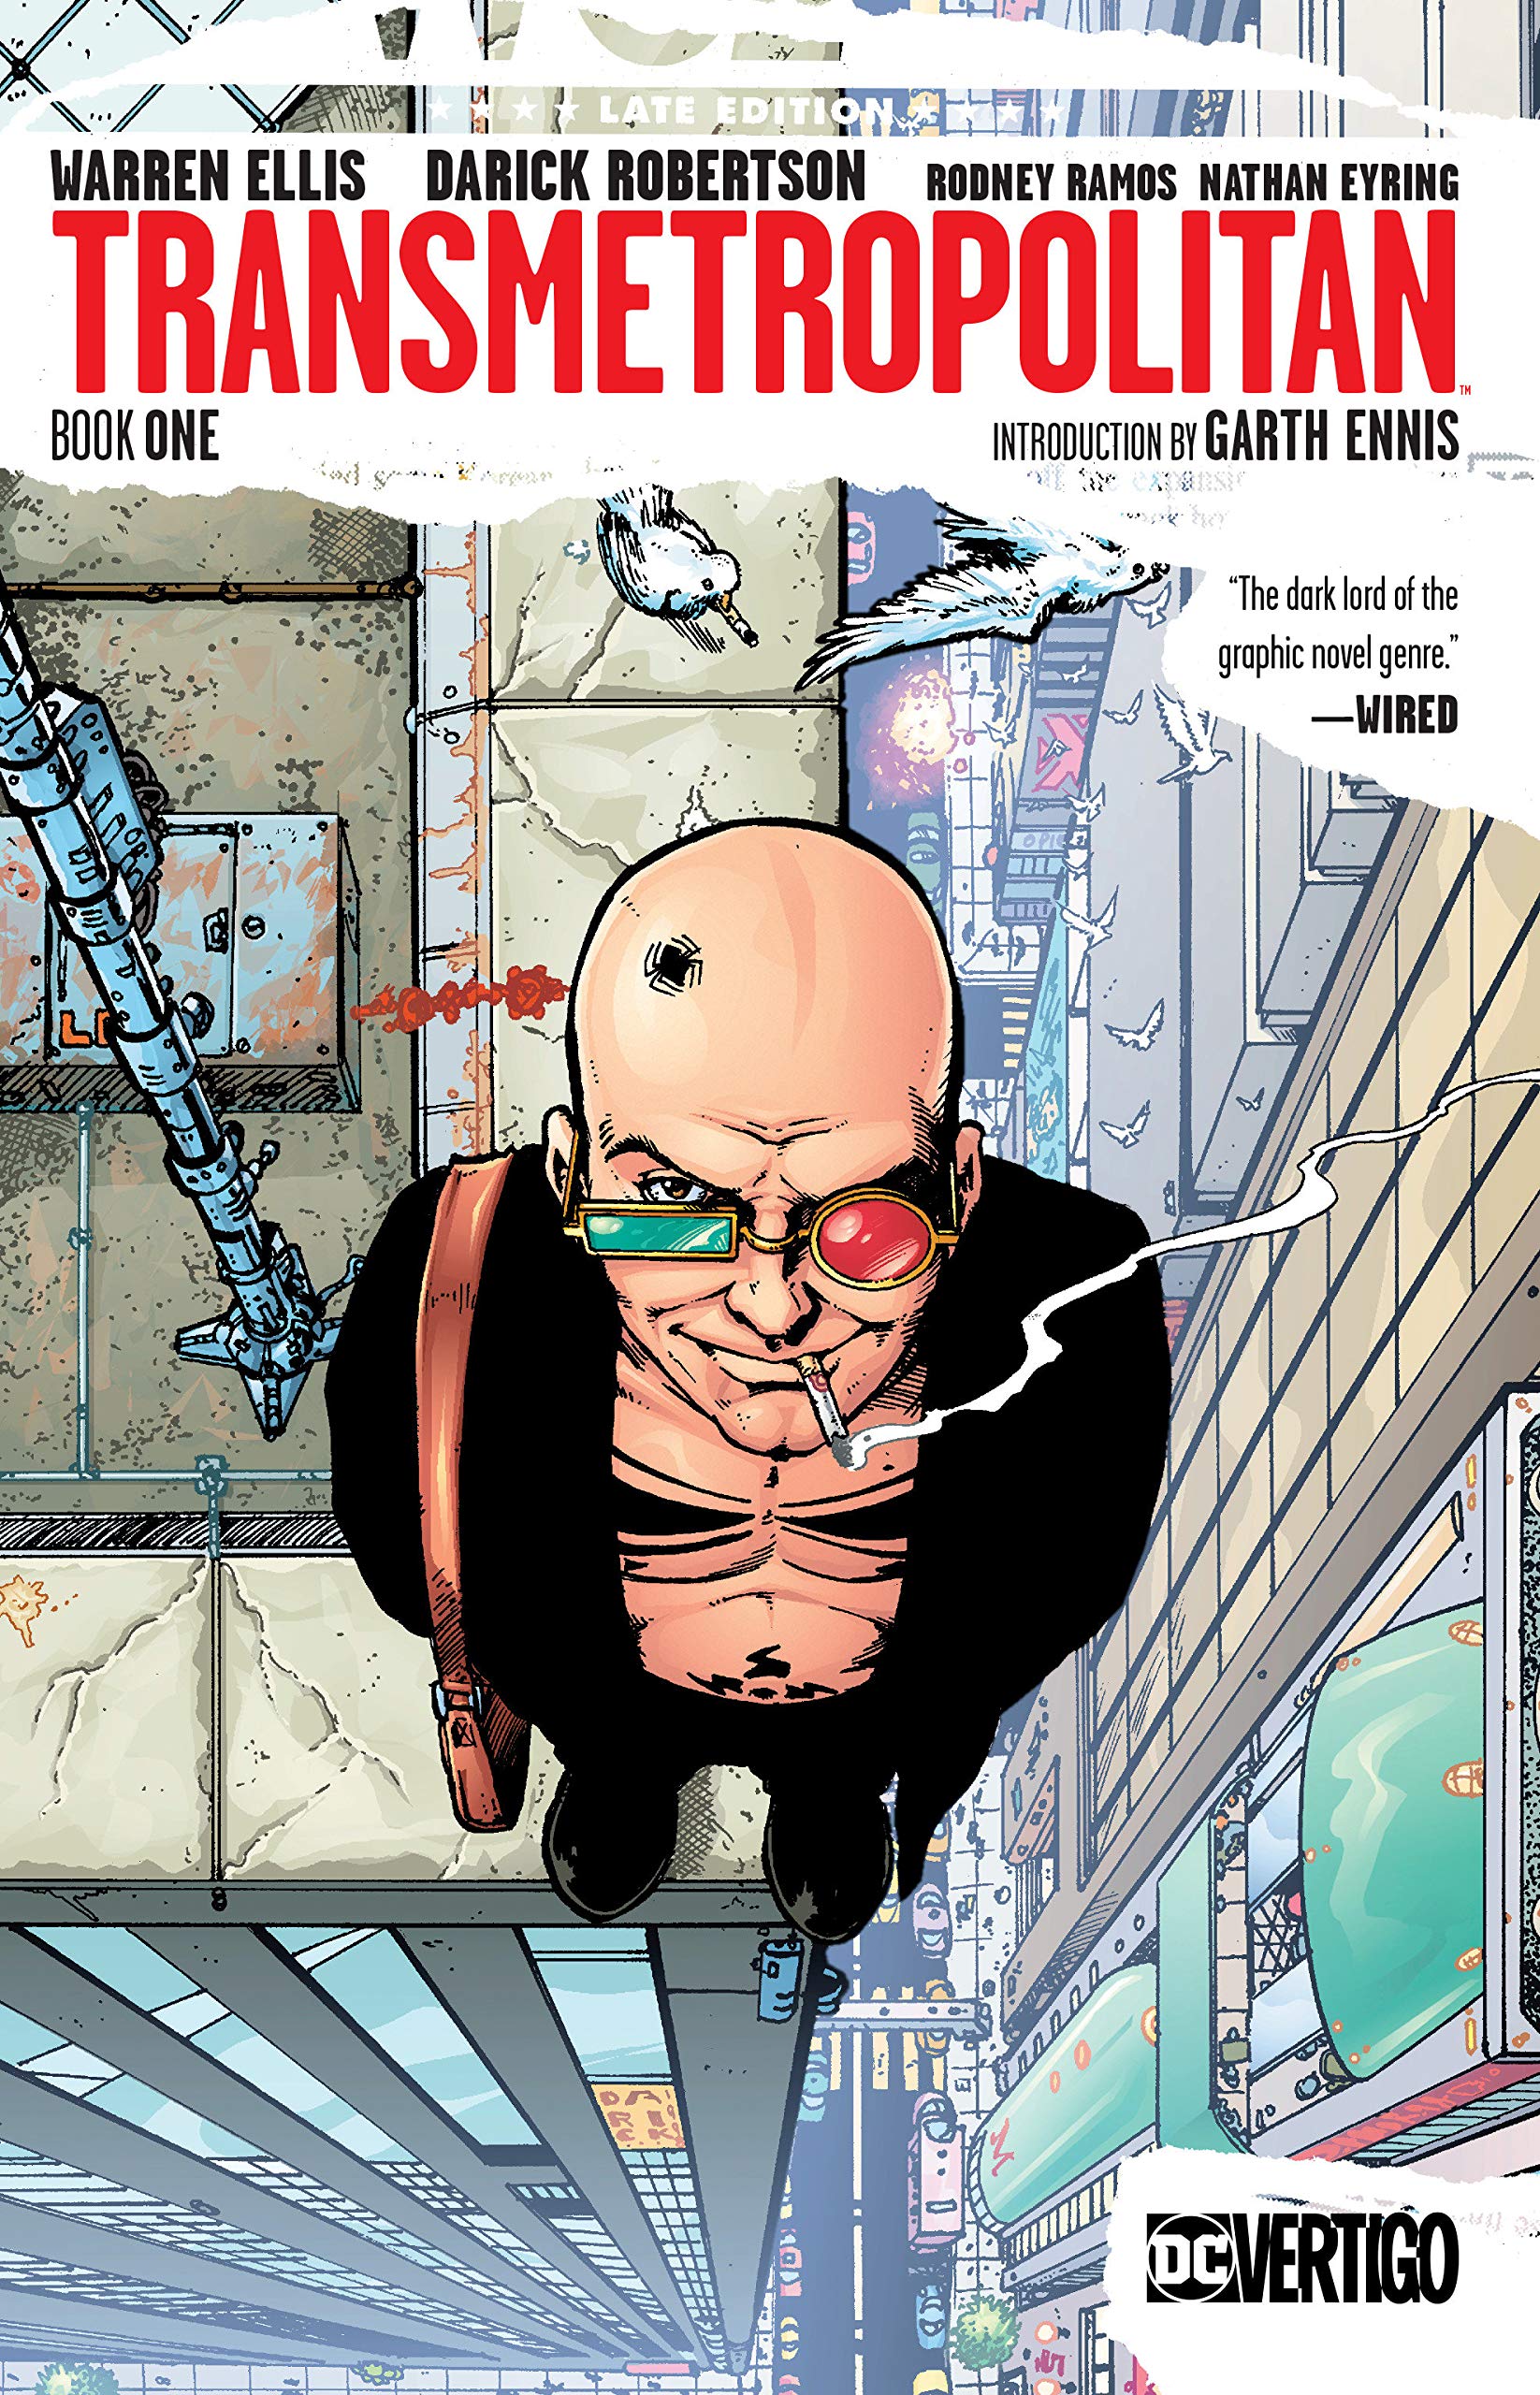 ★ ★ ★ ★ LATE EDITION ★ ★ ★ ★
WARREN ELLIS DARICK ROBERTSON RODNEY RAMOS NATHAN EYRING
TRANSMETROPOLITAN™
BOOK ONE
INTRODUCTION BY GARTH ENNIS
“The dark lord of the
graphic novel genre.”
—WIRED
DC VERTIGO